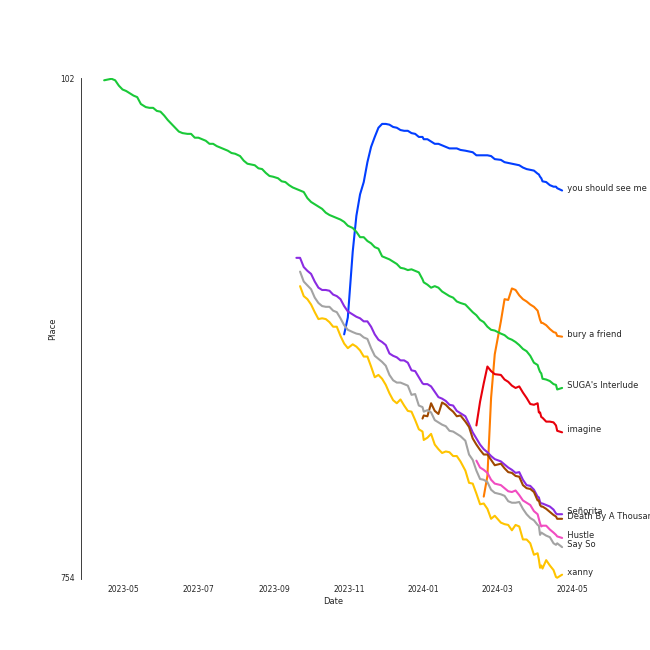 102
you should see me
Place
bury a friend
SUGA's Interlude
imagine
Señorita
Death By A Thousan
Hustle
Say So
xanny
754
2023-05 2023-07 2023-09 2023-11 2024-01 2024-03 2024-05
Date